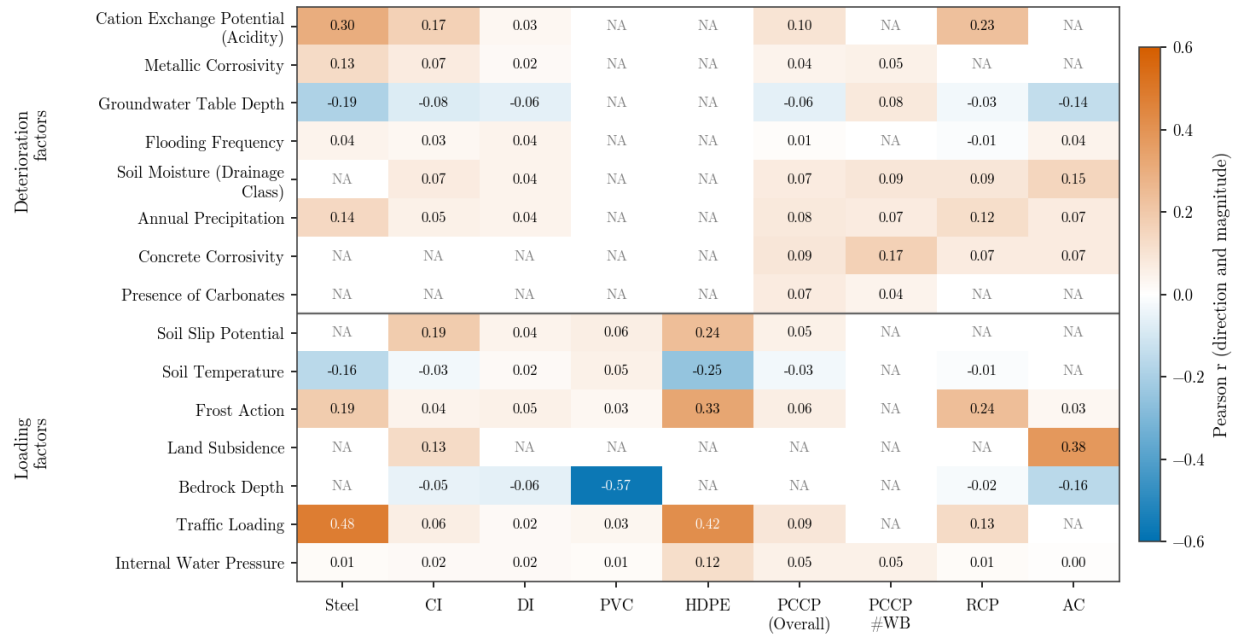 Deterioration
factors
Loading
factors
Cation Exchange Potential
(Acidity) 0.30 0.17 0.03 NA NA 0.10 NA 0.23 NA
Metallic Corrosivity 0.13 0.07 0.02 NA NA 0.04 0.05 NA NA
Groundwater Table Depth -0.19 -0.08 -0.06 NA NA -0.06 0.08 -0.03 -0.14
Flooding Frequency 0.04 0.03 0.04 NA NA 0.01 NA -0.01 0.04
Soil Moisture (Drainage
Class) NA 0.07 0.04 NA NA 0.07 0.09 0.09 0.15
Annual Precipitation 0.14 0.05 0.04 NA NA 0.08 0.07 0.12 0.07
Concrete Corrosivity NA NA NA NA NA 0.09 0.17 0.07 0.07
Presence of Carbonates NA NA NA NA NA 0.07 0.04 NA NA
Soil Slip Potential NA 0.19 0.04 0.06 0.24 0.05 NA NA NA
Soil Temperature -0.16 -0.03 0.02 0.05 -0.25 -0.03 NA -0.01 NA
Frost Action 0.19 0.04 0.05 0.03 0.33 0.06 NA 0.24 0.03
Land Subsidence NA 0.13 NA NA NA NA NA NA 0.38
Bedrock Depth NA -0.05 -0.06 -0.57 NA NA NA -0.02 -0.16
Traffic Loading 0.48 0.06 0.02 0.03 0.42 0.09 NA 0.13 NA
Internal Water Pressure 0.01 0.02 0.02 0.01 0.12 0.05 0.05 0.01 0.00
Steel CI DI PVC HDPE PCCP PCCP RCP AC
(Overall) #WB
0.6
0.4
0.2
0.0
−0.2
−0.4
−0.6
Pearson r (direction and magnitude)